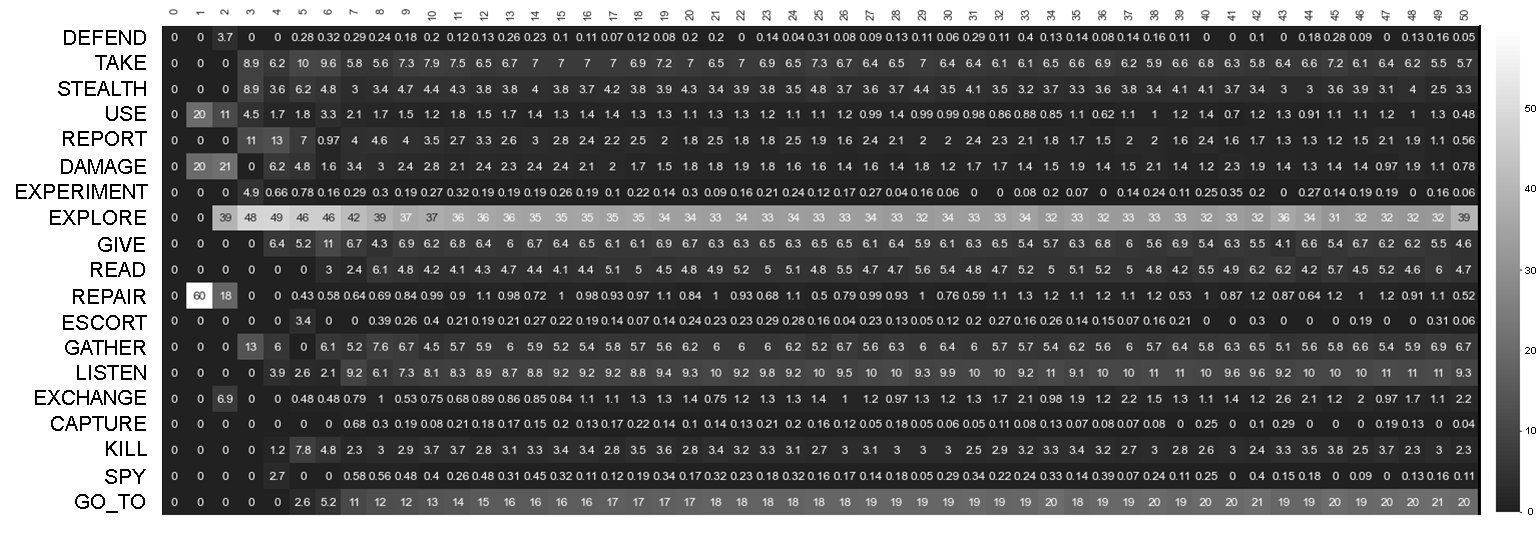 0 1 2 3 4 5 6 7 8 9 10 11 12 13 14 15 16 17 18 19 20 21 22 23 24 25 26 27 28 29 30 31 32 33 34 35 36 37 38 39 40 41 42 43 44 45 46 47 48 49 50
DEFEND 0 0 3.7 0 0 0.28 0.32 0.29 0.24 0.18 0.2 0.12 0.13 0.26 0.23 0.1 0.11 0.07 0.12 0.08 0.2 0.2 0 0.14 0.04 0.31 0.08 0.09 0.13 0.11 0.06 0.29 0.11 0.4 0.13 0.14 0.08 0.14 0.16 0.11 0 0 0.1 0 0.18 0.28 0.09 0 0.13 0.16 0.05
TAKE 0 0 0 8.9 6.2 10 9.6 5.8 5.6 7.3 7.9 7.5 6.5 6.7 7 7 7 7 6.9 7.2 7 6.5 7 6.9 6.5 7.3 6.7 6.4 6.5 7 6.4 6.4 6.1 6.1 6.5 6.6 6.9 6.2 5.9 6.6 6.8 6.3 5.8 6.4 6.6 7.2 6.1 6.4 6.2 5.5 5.7
STEALTH 0 0 0 8.9 3.6 6.2 4.8 3 3.4 4.7 4.4 4.3 3.8 3.8 4 3.8 3.7 4.2 3.8 3.9 4.3 3.4 3.9 3.8 3.5 4.8 3.7 3.6 3.7 4.4 3.5 4.1 3.5 3.2 3.7 3.3 3.6 3.8 3.4 4.1 4.1 3.7 3.4 3 3 3.6 3.9 3.1 4 2.5 3.3
USE 0 20 11 4.5 1.7 1.8 3.3 2.1 1.7 1.5 1.2 1.8 1.5 1.7 1.4 1.3 1.4 1.4 1.3 1.3 1.1 1.3 1.3 1.2 1.1 1.1 1.2 0.99 1.4 0.99 0.99 0.98 0.86 0.88 0.85 1.1 0.62 1.1 1 1.2 1.4 0.7 1.2 1.3 0.91 1.1 1.1 1.2 1 1.3 0.48
REPORT 0 0 0 11 13 7 0.97 4 4.6 4 3.5 2.7 3.3 2.6 3 2.8 2.4 2.2 2.5 2 1.8 2.5 1.8 2.5 2.5 1.9 1.6 2.4 2.1 2 2 2.4 1.9 1.8 2.2 1.9 1.7 1.8 2 1.6 2.4 1.6 1.7 1.3 1.3 1.2 1.5 2.1 1.9 1.1 0.56
DAMAGE 0 20 21 0 6.2 4.8 1.6 3.4 3 2.4 2.8 2.1 2.4 2.3 2.4 2.4 2.1 2 1.7 1.5 1.8 1.8 1.9 1.8 1.6 1.6 1.4 1.6 1.4 1.8 1.2 1.7 1.7 1.4 1.5 1.9 1.4 1.5 2.1 1.4 1.2 2.3 1.9 1.4 1.3 1.4 1.4 0.97 1.9 1.1 0.78
EXPERIMENT 0 0 0 4.9 0.66 0.78 0.16 0.29 0.3 0.19 0.27 0.32 0.19 0.19 0.19 0.26 0.19 0.1 0.22 0.14 0.3 0.09 0.16 0.21 0.24 0.12 0.17 0.27 0.04 0.16 0.06 0 0 0.08 0.2 0.07 0 0.14 0.24 0.11 0.25 0.35 0.2 0 0.27 0.14 0.19 0.19 0 0.16 0.06
EXPLORE 0 0 39 48 49 46 46 42 39 37 37 36 36 36 35 35 35 35 35 34 34 33 34 33 34 33 33 34 33 33 34 33 33 34 32 33 32 33 33 33 32 33 32 36 34 31 32 32 32 32 39
GIVE 0 0 0 0 6.4 5.2 11 6.7 4.3 6.9 6.2 6.8 6.4 6 6.7 6.4 6.5 6.1 6.1 6.9 6.7 6.3 6.3 6.5 6.3 6.5 6.5 6.1 6.4 5.9 6.1 6.3 6.5 5.4 5.7 6.3 6.8 6 5.6 6.9 5.4 6.3 5.5 4.1 6.6 5.4 6.7 6.2 6.2 5.5 4.6
READ 0 0 0 0 0 0 3 2.4 6.1 4.8 4.2 4.1 4.3 4.7 4.4 4.1 4.4 5.1 5 4.5 4.8 4.9 5.2 5 5.1 4.8 5.5 4.7 4.7 5.6 5.4 4.8 4.7 5.2 5 5.1 5.2 5 4.8 4.2 5.5 4.9 6.2 6.2 4.2 5.7 4.5 5.2 4.6 6 4.7
REPAIR 0 60 18 0 0 0.43 0.58 0.64 0.69 0.84 0.99 0.9 1.1 0.98 0.72 1 0.98 0.93 0.97 1.1 0.84 1 0.93 0.68 1.1 0.5 0.79 0.99 0.93 1 0.76 0.59 1.1 1.3 1.2 1.1 1.2 1.1 1.2 0.53 1 0.87 1.2 0.87 0.64 1.2 1 1.2 0.91 1.1 0.52
ESCORT 0 0 0 0 0 3.4 0 0 0.39 0.26 0.4 0.21 0.19 0.21 0.27 0.22 0.19 0.14 0.07 0.14 0.24 0.23 0.23 0.29 0.28 0.16 0.04 0.23 0.13 0.05 0.12 0.2 0.27 0.16 0.26 0.14 0.15 0.07 0.16 0.21 0 0 0.3 0 0 0 0.19 0 0 0.31 0.06
GATHER 0 0 0 13 6 0 6.1 5.2 7.6 6.7 4.5 5.7 5.9 6 5.9 5.2 5.4 5.8 5.7 5.6 6.2 6 6 6 6.2 5.2 6.7 5.6 6.3 6 6.4 6 5.7 5.7 5.4 6.2 5.6 6 5.7 6.4 5.8 6.3 6.5 5.1 5.6 5.8 6.6 5.4 5.9 6.9 6.7
LISTEN 0 0 0 0 3.9 2.6 2.1 9.2 6.1 7.3 8.1 8.3 8.9 8.7 8.8 9.2 9.2 9.2 8.8 9.4 9.3 10 9.2 9.8 9.2 10 9.5 10 10 9.3 9.9 10 10 9.2 11 9.1 10 10 11 11 10 9.6 9.6 9.2 10 10 10 11 11 11 9.3
EXCHANGE 0 0 6.9 0 0 0.48 0.48 0.79 1 0.53 0.75 0.68 0.89 0.86 0.85 0.84 1.1 1.1 1.3 1.3 1.4 0.75 1.2 1.3 1.3 1.4 1 1.2 0.97 1.3 1.2 1.2 1.3 1.7 2.1 0.98 1.9 1.2 2.2 1.5 1.3 1.1 1.4 1.2 2.6 2.1 1.2 2 0.97 1.7 1.1 2.2
CAPTURE 0 0 0 0 0 0 0 0.68 0.3 0.19 0.08 0.21 0.18 0.17 0.15 0.2 0.13 0.17 0.22 0.14 0.1 0.14 0.13 0.21 0.2 0.16 0.12 0.05 0.18 0.05 0.06 0.05 0.11 0.08 0.13 0.07 0.08 0.07 0.08 0 0.25 0 0.1 0.29 0 0 0 0.19 0.13 0 0.04
KILL 0 0 0 0 1.2 7.8 4.8 2.3 3 2.9 3.7 3.7 2.8 3.1 3.3 3.4 3.4 2.8 3.5 3.6 2.8 3.4 3.2 3.3 3.1 2.7 3 3.1 3 3 3 2.5 2.9 3.2 3.3 3.4 3.2 2.7 3 2.8 2.6 3 2.4 3.3 3.5 3.8 2.5 3.7 2.3 3 2.3
SPY 0 0 0 0 2.7 0 0 0.58 0.56 0.48 0.4 0.26 0.48 0.31 0.45 0.32 0.11 0.12 0.19 0.34 0.17 0.32 0.23 0.18 0.32 0.16 0.17 0.14 0.18 0.05 0.29 0.34 0.22 0.24 0.33 0.14 0.39 0.07 0.24 0.11 0.25 0 0.4 0 0.15 0.18 0 0.09 0 0.13 0.16 0.11
GO_TO 0 0 0 0 0 2.6 5.2 11 12 12 13 14 15 16 16 16 16 17 17 17 17 18 18 18 18 18 18 19 19 19 19 19 19 19 20 18 19 19 20 19 20 20 21 19 19 20 19 20 20 21 20
50
40
30
20
10
0